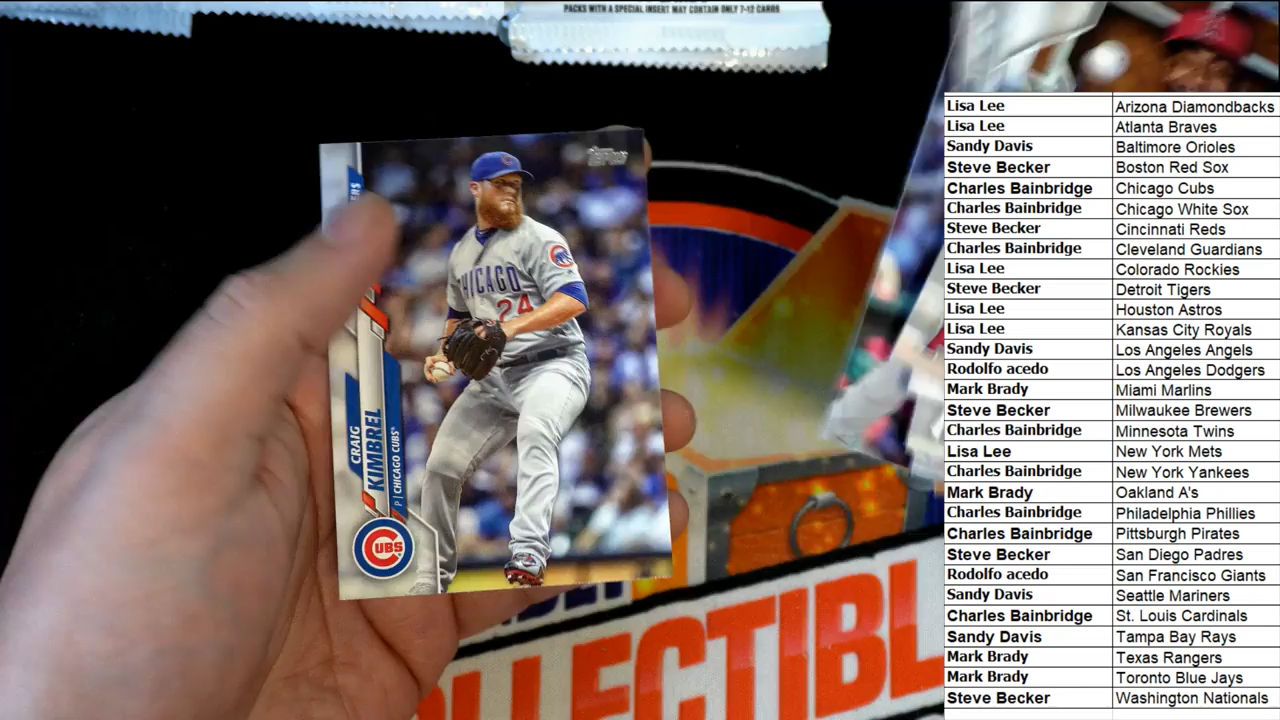 PACKS WITH A SPECIAL INSERT MAY CONTAIN ONLY 7-12 CARDS
Topps
CHICAGO
24
CRAIG
KIMBREL
P | CHICAGO CUBS
CUBS
Lisa Lee Arizona Diamondbacks
Lisa Lee Atlanta Braves
Sandy Davis Baltimore Orioles
Steve Becker Boston Red Sox
Charles Bainbridge Chicago Cubs
Charles Bainbridge Chicago White Sox
Steve Becker Cincinnati Reds
Charles Bainbridge Cleveland Guardians
Lisa Lee Colorado Rockies
Steve Becker Detroit Tigers
Lisa Lee Houston Astros
Lisa Lee Kansas City Royals
Sandy Davis Los Angeles Angels
Rodolfo acedo Los Angeles Dodgers
Mark Brady Miami Marlins
Steve Becker Milwaukee Brewers
Charles Bainbridge Minnesota Twins
Lisa Lee New York Mets
Charles Bainbridge New York Yankees
Mark Brady Oakland A's
Charles Bainbridge Philadelphia Phillies
Charles Bainbridge Pittsburgh Pirates
Steve Becker San Diego Padres
Rodolfo acedo San Francisco Giants
Sandy Davis Seattle Mariners
Charles Bainbridge St. Louis Cardinals
Sandy Davis Tampa Bay Rays
Mark Brady Texas Rangers
Mark Brady Toronto Blue Jays
Steve Becker Washington Nationals
LLECTIBL